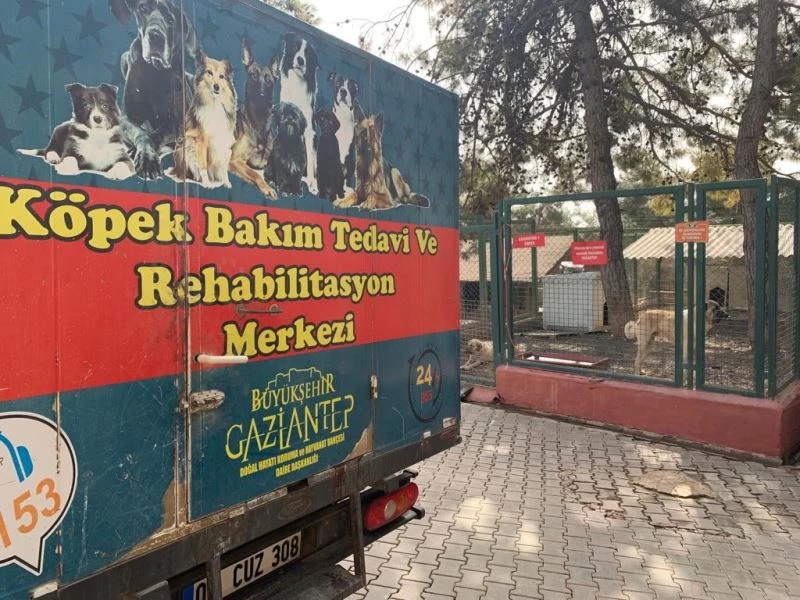 Köpek Bakım Tedavi Ve
Rehabilitasyon
Merkezi
BÜYÜKŞEHİR
GAZİANTEP
DOĞAL HAYATI KORUMA ve HAYVANAT BAHÇESİ
DAİRE BAŞKANLIĞI
24
153
CUZ 308